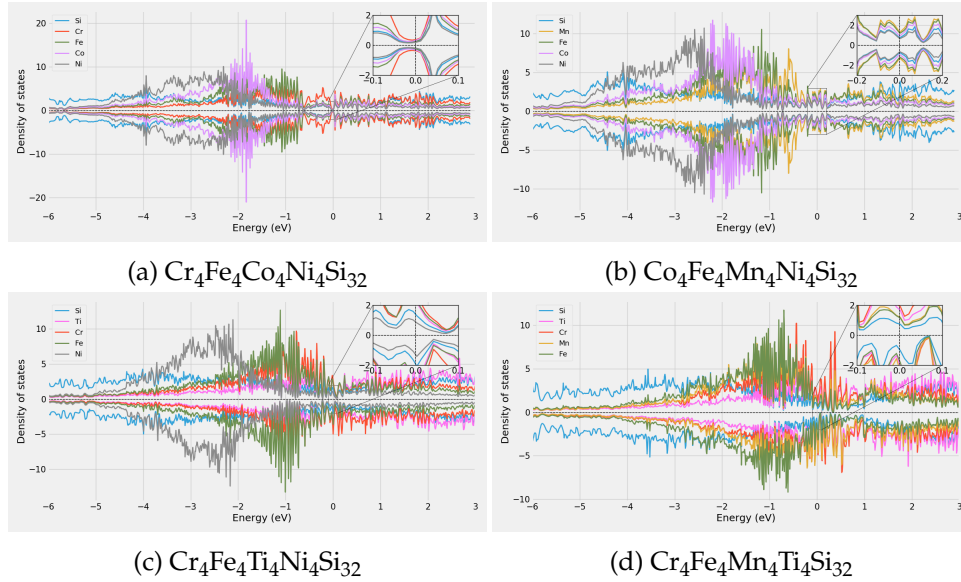 Si
Cr
Fe
Co
Ni
20
10
0
−10
−20
Density of states
−6 −5 −4 −3 −2 −1 0 1 2 3
Energy (eV)
2
0
−2
−0.1 0.0 0.1
(a) Cr₄Fe₄Co₄Ni₄Si₃₂
Si
Mn
Fe
Co
Ni
10
5
0
−5
−10
Density of states
−6 −5 −4 −3 −2 −1 0 1 2 3
Energy (eV)
2
0
−2
−0.2 0.0 0.2
(b) Co₄Fe₄Mn₄Ni₄Si₃₂
Si
Ti
Cr
Fe
Ni
10
5
0
−5
−10
Density of states
−6 −5 −4 −3 −2 −1 0 1 2 3
Energy (eV)
2
0
−2
−0.1 0.0 0.1
(c) Cr₄Fe₄Ti₄Ni₄Si₃₂
Si
Ti
Cr
Mn
Fe
10
5
0
−5
−10
Density of states
−6 −5 −4 −3 −2 −1 0 1 2 3
Energy (eV)
2
0
−2
−0.1 0.0 0.1
(d) Cr₄Fe₄Mn₄Ti₄Si₃₂